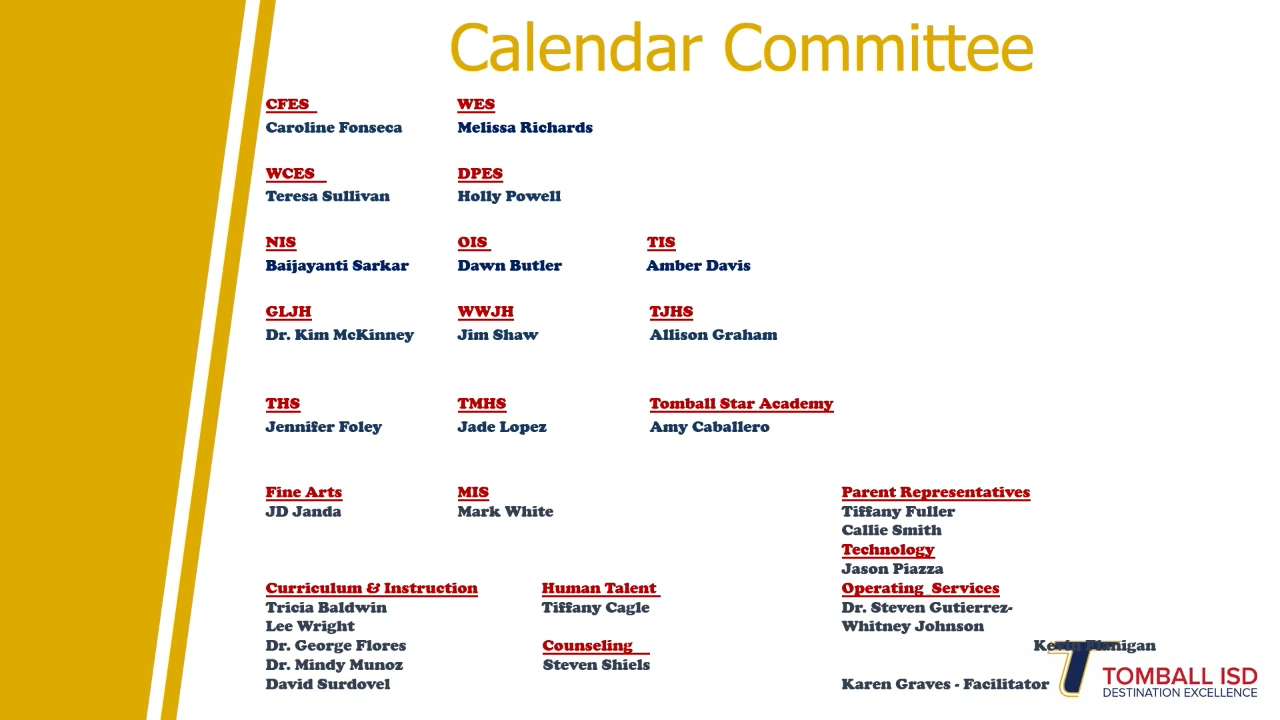 Calendar Committee
CFES WES
Caroline Fonseca Melissa Richards
WCES DPES
Teresa Sullivan Holly Powell
NIS OIS TIS
Baijayanti Sarkar Dawn Butler Amber Davis
GLJH WWJH TJHS
Dr. Kim McKinney Jim Shaw Allison Graham
THS TMHS Tomball Star Academy
Jennifer Foley Jade Lopez Amy Caballero
Fine Arts MIS Parent Representatives
JD Janda Mark White Tiffany Fuller
Callie Smith
Technology
Jason Piazza
Curriculum & Instruction Human Talent Operating Services
Tricia Baldwin Tiffany Cagle Dr. Steven Gutierrez-
Lee Wright Whitney Johnson
Dr. George Flores Counseling Kevin Flanigan
Dr. Mindy Munoz Steven Shiels
David Surdovel Karen Graves - Facilitator
T TOMBALL ISD
DESTINATION EXCELLENCE